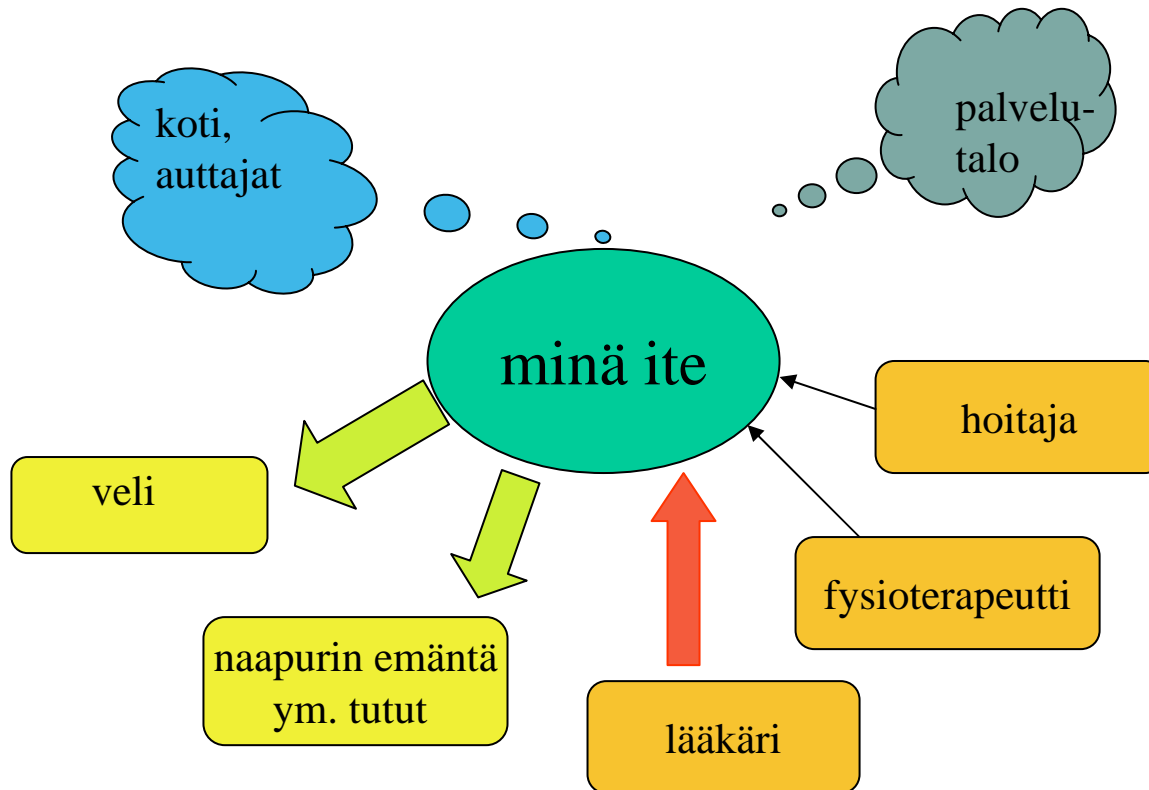 koti,
auttajat
palvelu-
talo
minä ite
hoitaja
veli
fysioterapeutti
naapurin emäntä
ym. tutut
lääkäri